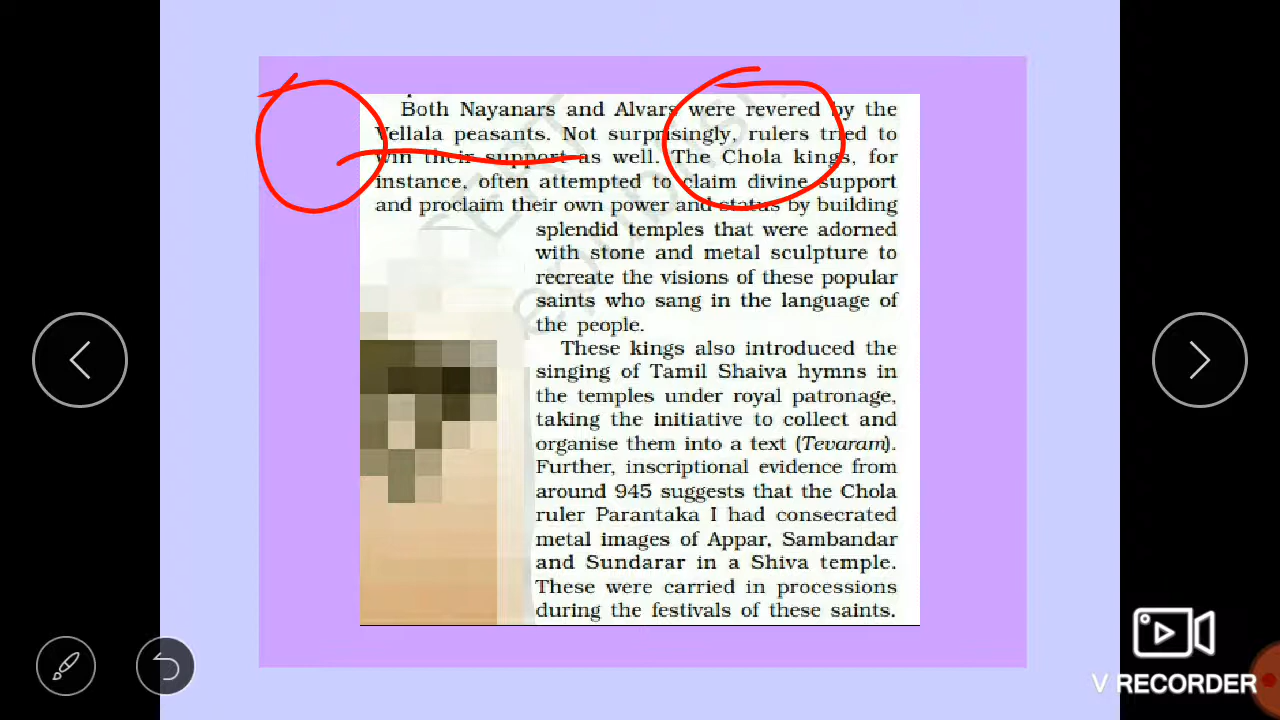 Both Nayanars and Alvars were revered by the
Vellala peasants. Not surprisingly, rulers tried to
win their support as well. The Chola kings, for
instance, often attempted to claim divine support
and proclaim their own power and status by building
splendid temples that were adorned
with stone and metal sculpture to
recreate the visions of these popular
saints who sang in the language of
the people.
These kings also introduced the
singing of Tamil Shaiva hymns in
the temples under royal patronage,
taking the initiative to collect and
organise them into a text (Tevaram).
Further, inscriptional evidence from
around 945 suggests that the Chola
ruler Parantaka I had consecrated
metal images of Appar, Sambandar
and Sundarar in a Shiva temple.
These were carried in processions
during the festivals of these saints.
V RECORDER